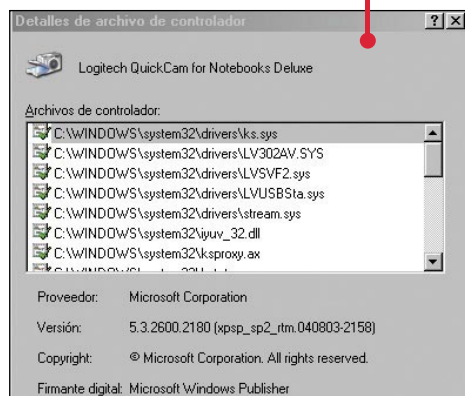 Detalles de archivo de controlador
Logitech QuickCam for Notebooks Deluxe
Archivos de controlador:
C:\WINDOWS\system32\drivers\ks.sys
C:\WINDOWS\system32\drivers\LV302AV.SYS
C:\WINDOWS\system32\drivers\LVSVF2.sys
C:\WINDOWS\system32\drivers\LVUSBSta.sys
C:\WINDOWS\system32\drivers\stream.sys
C:\WINDOWS\system32\iyuv_32.dll
C:\WINDOWS\system32\ksproxy.ax
Proveedor: Microsoft Corporation
Versión: 5.3.2600.2180 (xpsp_sp2_rtm.040803-2158)
Copyright: © Microsoft Corporation. All rights reserved.
Firmante digital: Microsoft Windows Publisher